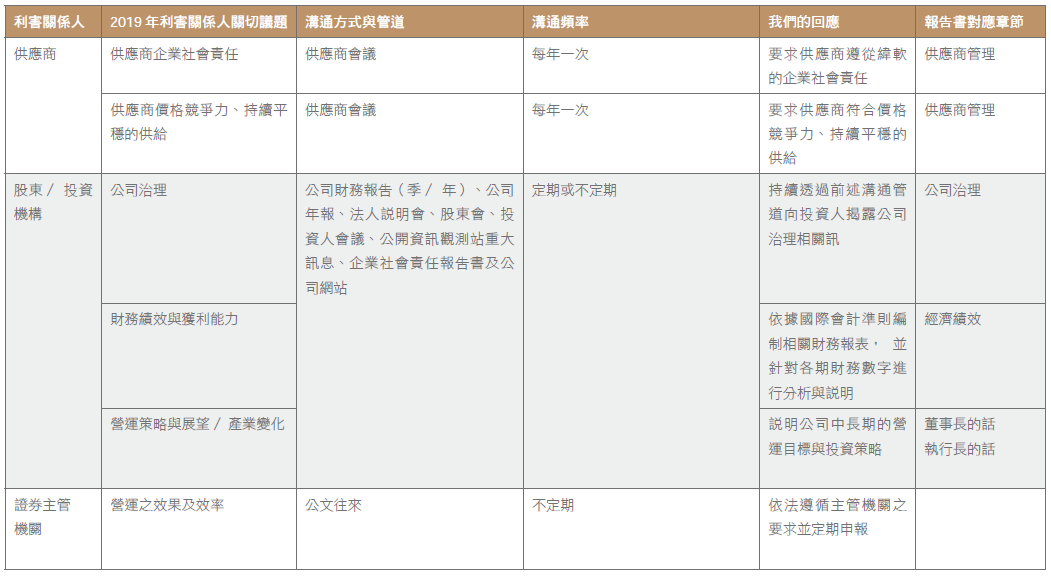 利害關係人 2019 年利害關係人關切議題 溝通方式與管道 溝通頻率 我們的回應 報告書對應章節
供應商 供應商企業社會責任 供應商會議 每年一次 要求供應商遵從緯軟 供應商管理
的企業社會責任
供應商價格競爭力、持續平 供應商會議 每年一次 要求供應商符合價格 供應商管理
穩的供給 競爭力、持續平穩的
供給
股東 / 投資 公司治理 公司財務報告（季 / 年）、公司 定期或不定期 持續透過前述溝通管 公司治理
機構 年報、法人説明會、股東會、投 道向投資人揭露公司
資人會議、公開資訊觀測站重大 治理相關訊
訊息、企業社會責任報告書及公
司網站
財務績效與獲利能力 依據國際會計準則編 經濟績效
制相關財務報表， 並
針對各期財務數字進
行分析與説明
營運策略與展望 / 產業變化 説明公司中長期的營 董事長的話
運目標與投資策略 執行長的話
證券主管 營運之效果及效率 公文往來 不定期 依法遵循主管機關之
機關 要求並定期申報